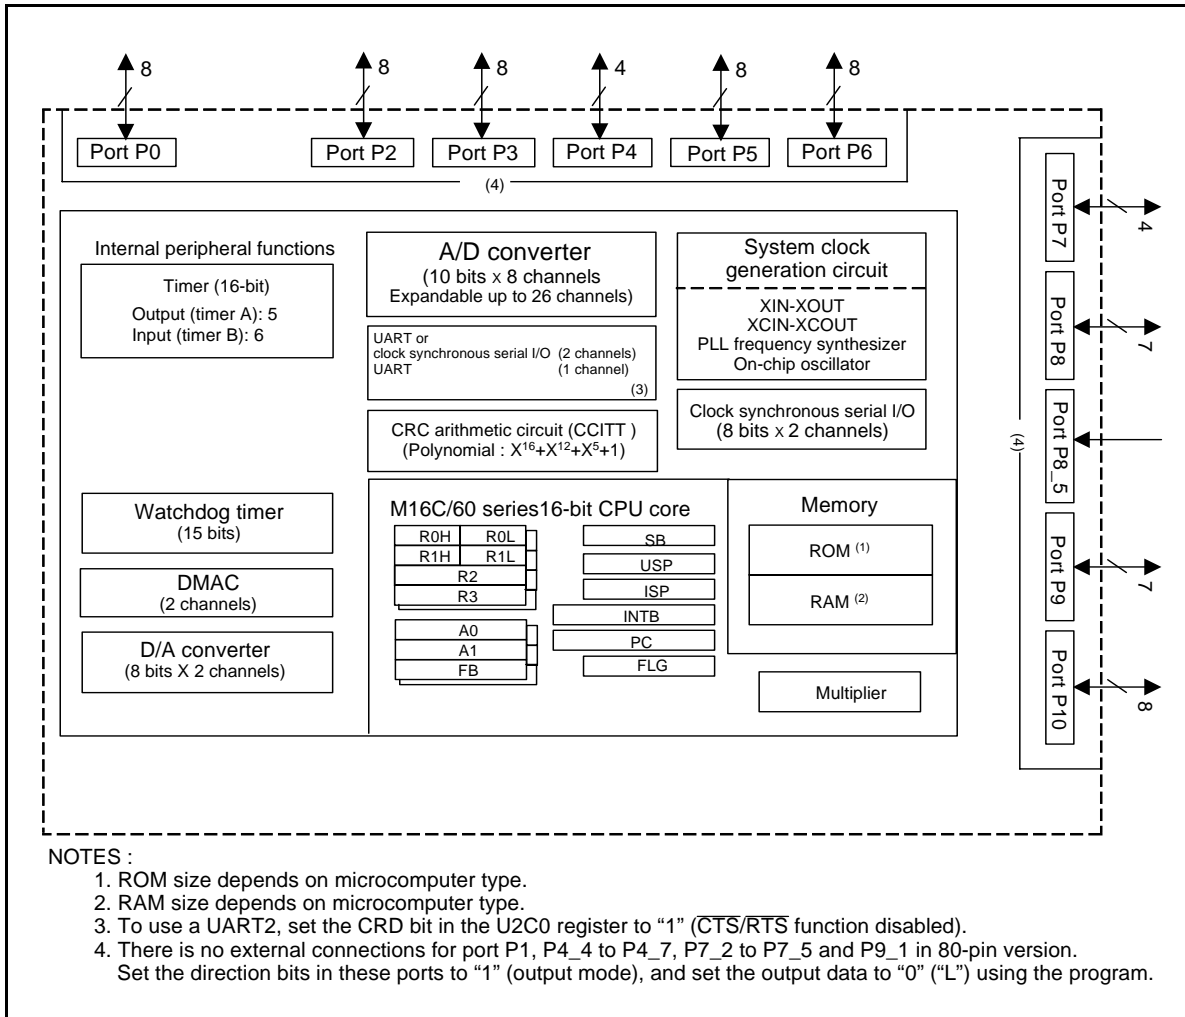 8 8 8 4 8 8
Port P0 Port P2 Port P3 Port P4 Port P5 Port P6
(4)
Port P7
4
Port P8
7
Port P8_5
(4)
Port P9
7
Port P10
8
Internal peripheral functions
Timer (16-bit)
Output (timer A): 5
Input (timer B): 6
A/D converter
(10 bits X 8 channels
Expandable up to 26 channels)
System clock
generation circuit
XIN-XOUT
XCIN-XCOUT
PLL frequency synthesizer
On-chip oscillator
UART or
clock synchronous serial I/O (2 channels)
UART (1 channel)
(3)
Clock synchronous serial I/O
(8 bits X 2 channels)
CRC arithmetic circuit (CCITT )
(Polynomial : X16+X12+X5+1)
Watchdog timer
(15 bits)
DMAC
(2 channels)
D/A converter
(8 bits X 2 channels)
M16C/60 series16-bit CPU core
R0H R0L
R1H R1L
R2
R3
A0
A1
FB
SB
USP
ISP
INTB
PC
FLG
Memory
ROM (1)
RAM (2)
Multiplier
NOTES :
1. ROM size depends on microcomputer type.
2. RAM size depends on microcomputer type.
3. To use a UART2, set the CRD bit in the U2C0 register to “1” (CTS/RTS function disabled).
4. There is no external connections for port P1, P4_4 to P4_7, P7_2 to P7_5 and P9_1 in 80-pin version.
Set the direction bits in these ports to “1” (output mode), and set the output data to “0” (“L”) using the program.